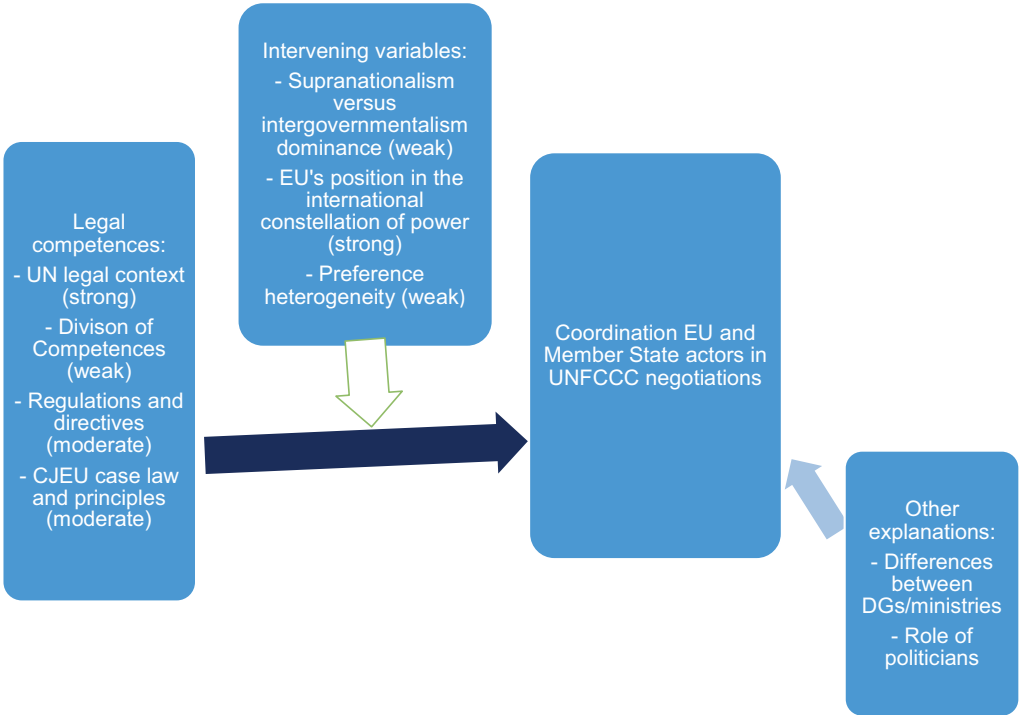 Legal
competences:
- UN legal context
(strong)
- Divison of
Competences
(weak)
- Regulations and
directives
(moderate)
- CJEU case law
and principles
(moderate)
Intervening variables:
- Supranationalism
versus
intergovernmentalism
dominance (weak)
- EU's position in the
international
constellation of power
(strong)
- Preference
heterogeneity (weak)
Coordination EU and
Member State actors in
UNFCCC negotiations
Other
explanations:
- Differences
between
DGs/ministries
- Role of
politicians